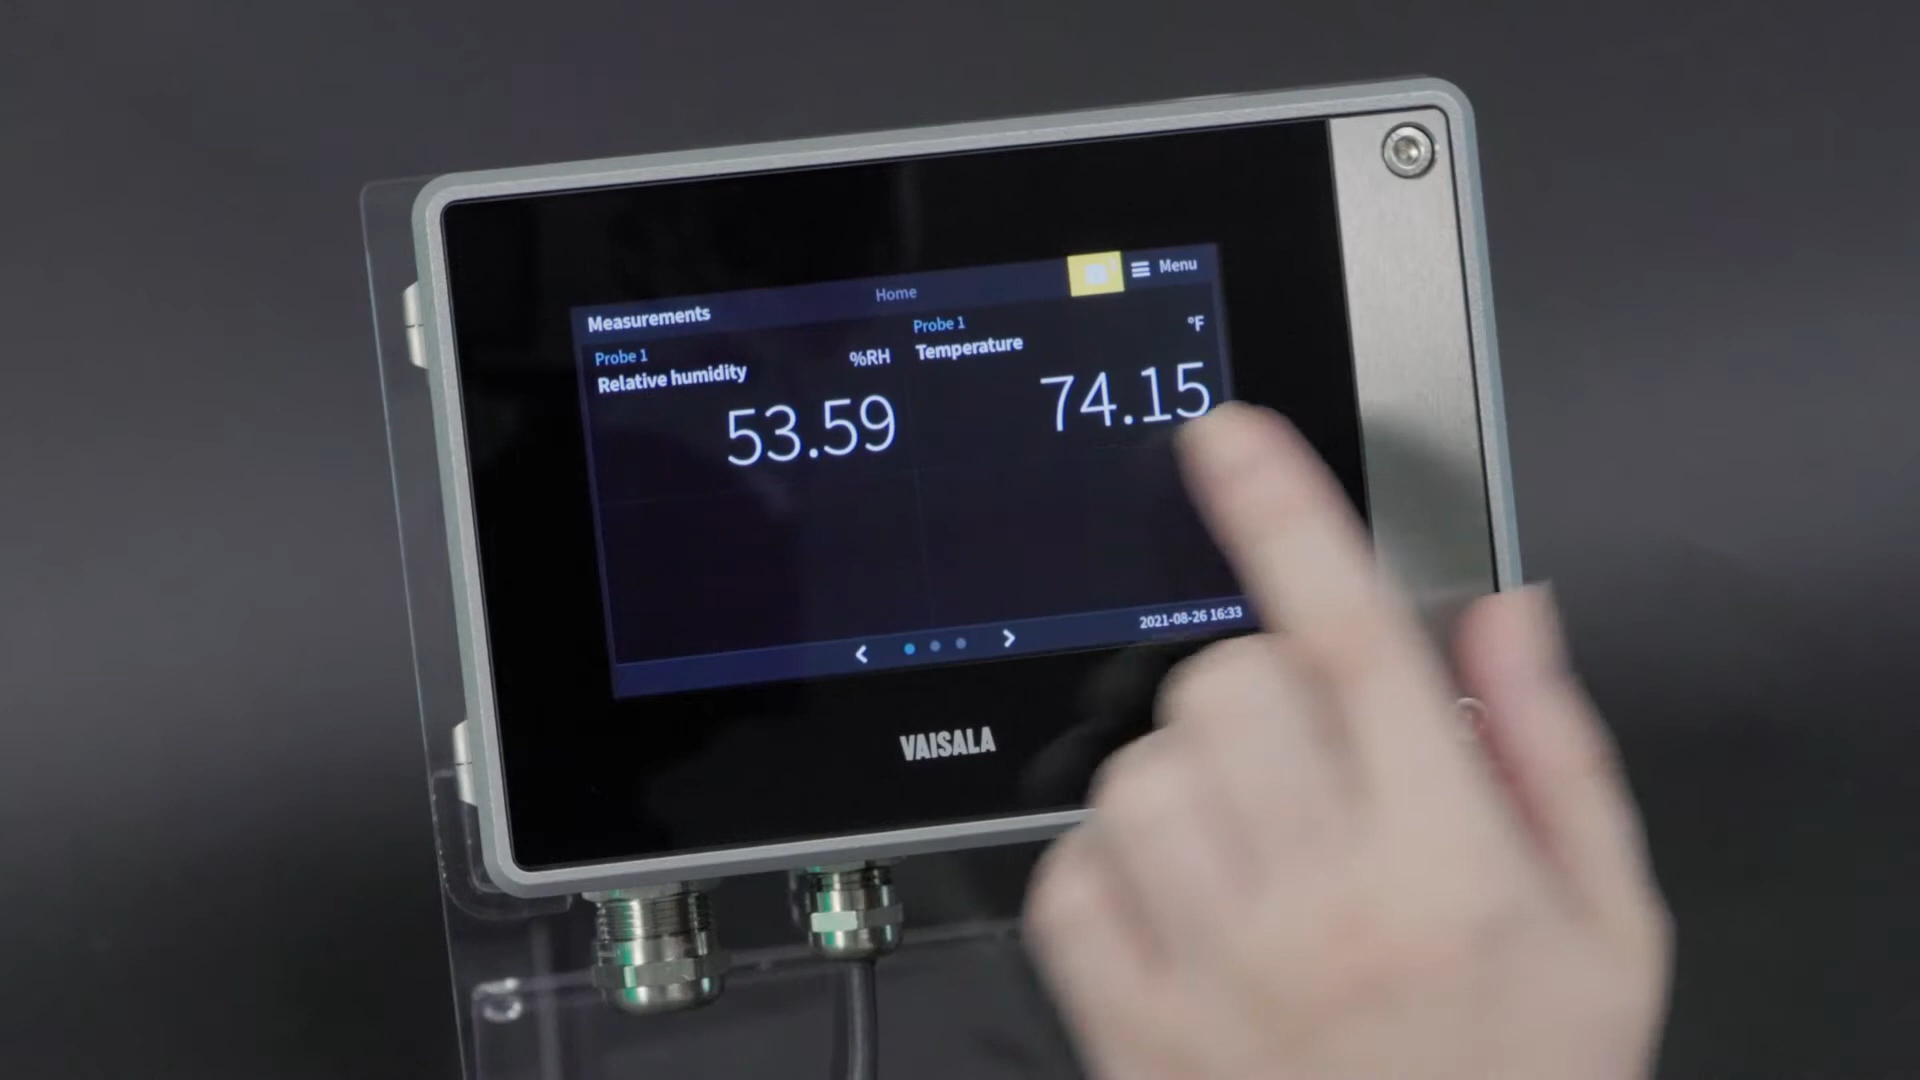 Measurements
Home
Menu
Probe 1
Relative humidity
%RH
53.59
Probe 1
Temperature
°F
74.15
2021-08-26 16:33
VAISALA